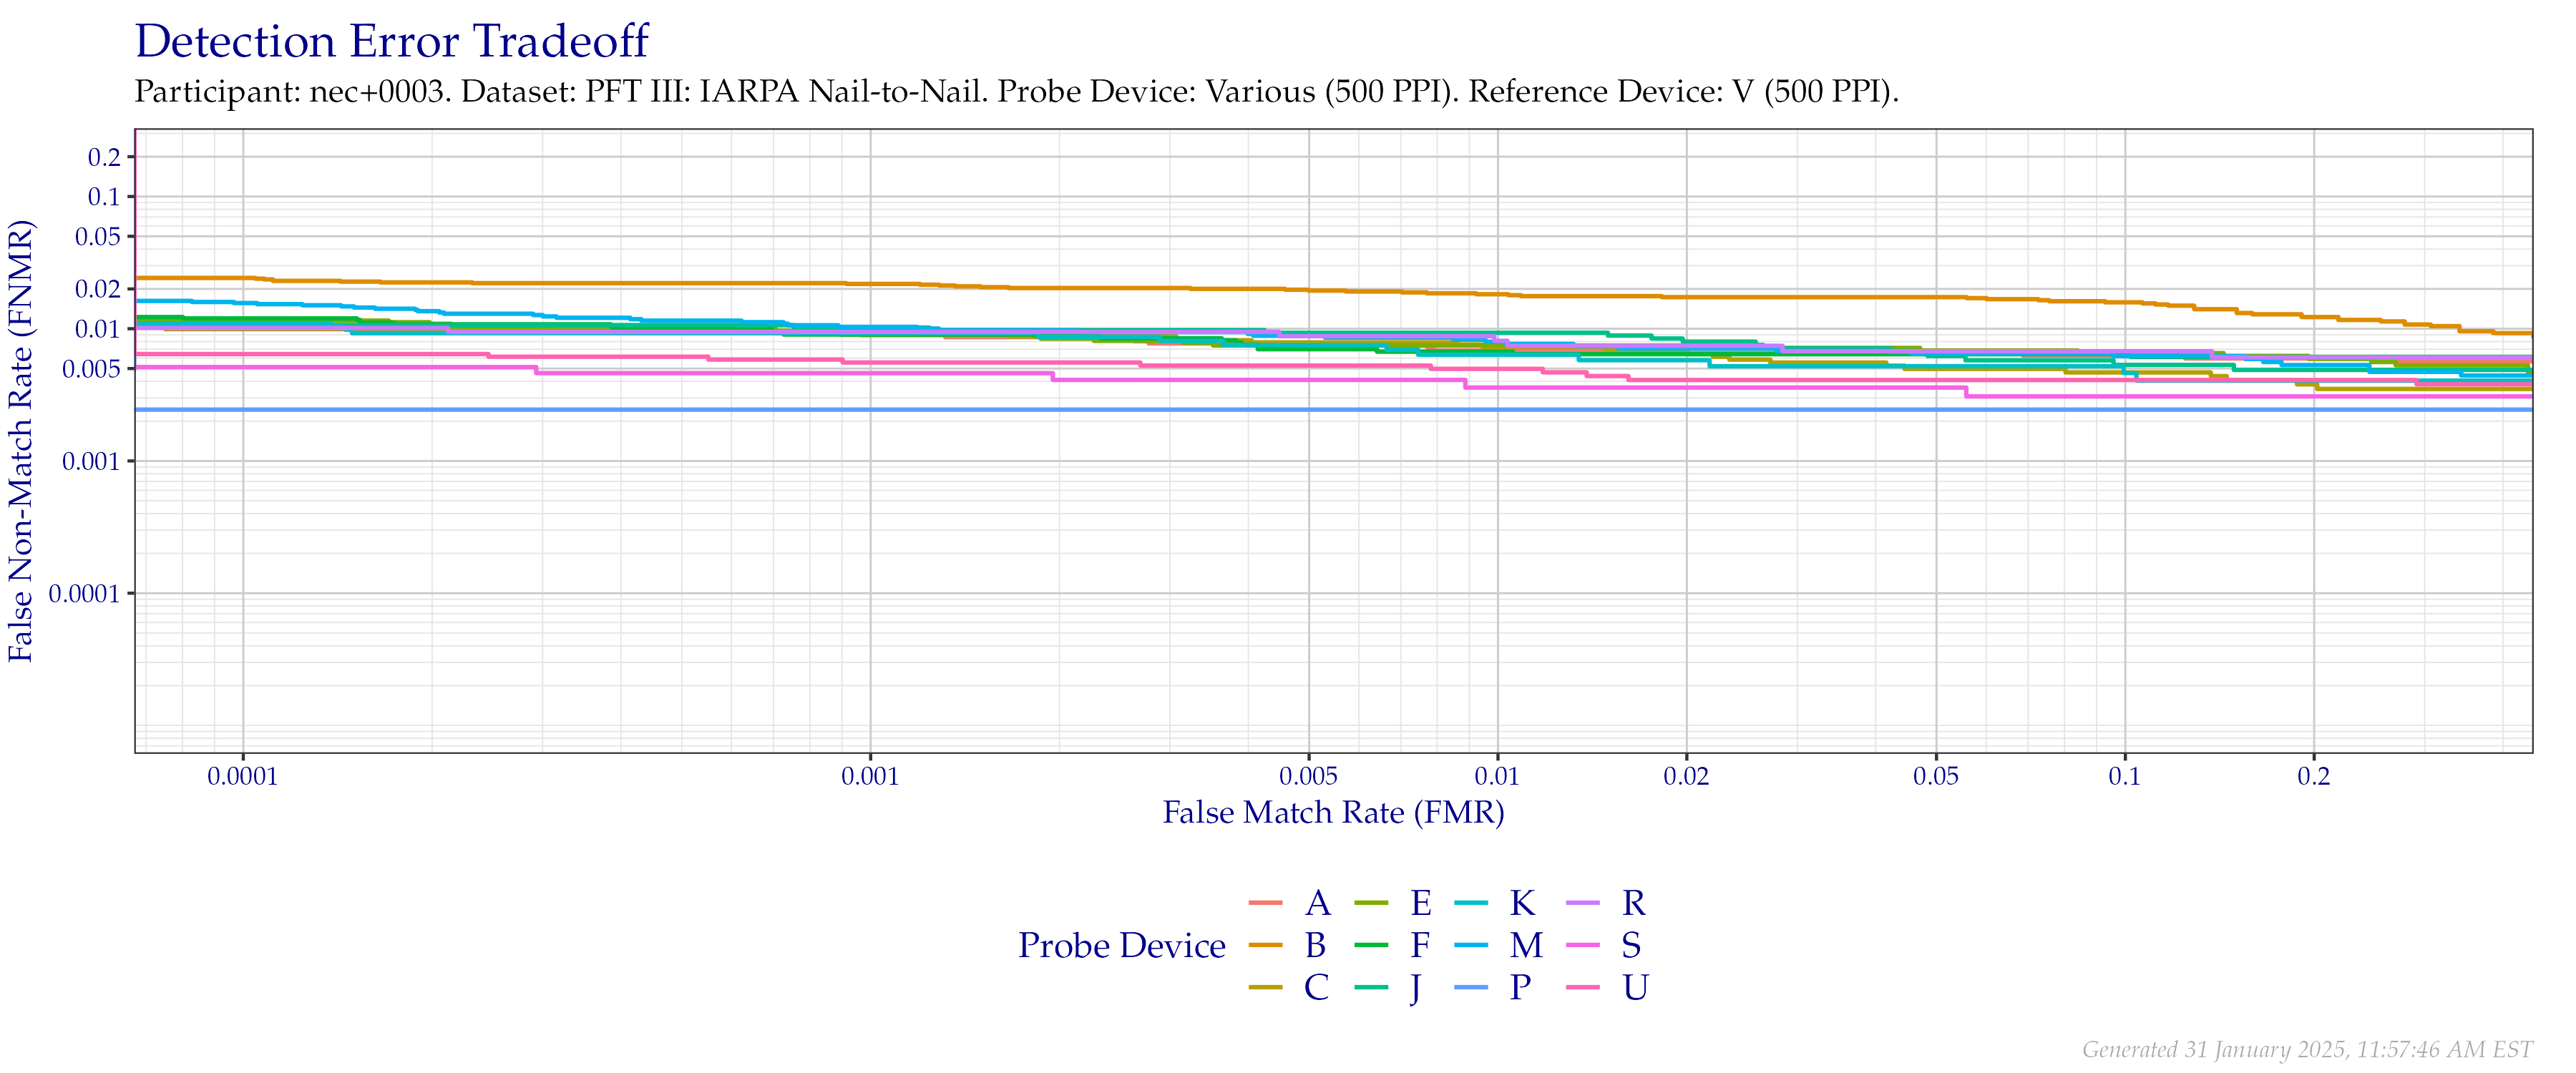 Detection Error Tradeoff
Participant: nec+0003. Dataset: PFT III: IARPA Nail-to-Nail. Probe Device: Various (500 PPI). Reference Device: V (500 PPI).
False Non-Match Rate (FNMR)
0.2
0.1
0.05
0.02
0.01
0.005
0.001
0.0001
0.0001 0.001 0.005 0.01 0.02 0.05 0.1 0.2
False Match Rate (FMR)
Probe Device
A E K R
B F M S
C J P U
Generated 31 January 2025, 11:57:46 AM EST